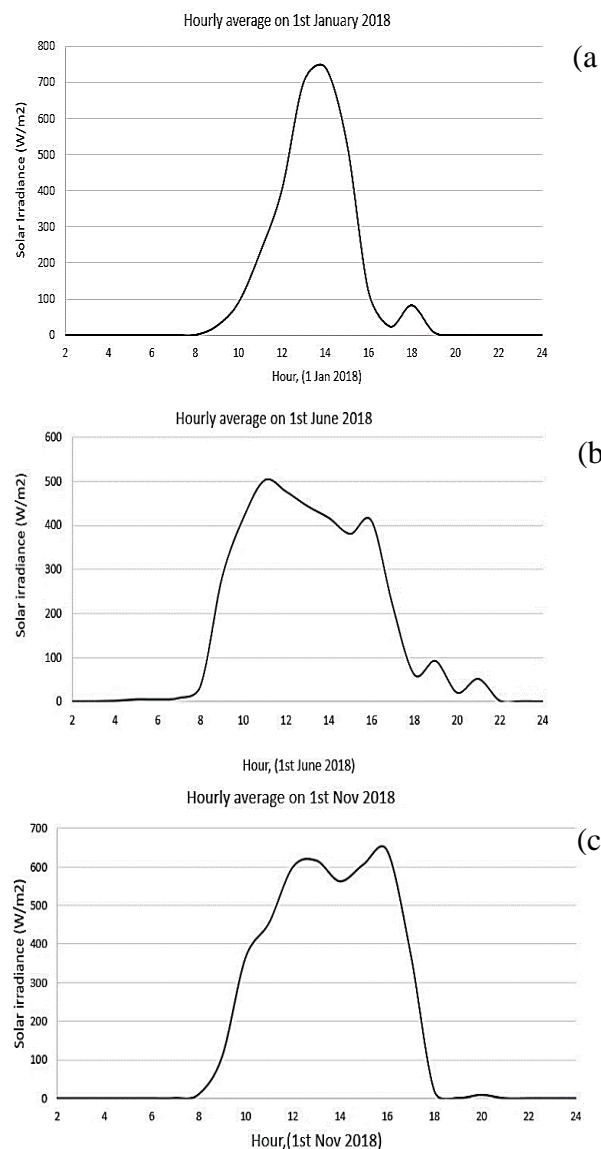 Hourly average on 1st January 2018
(a
800
700
600
500
400
300
200
100
0
Solar Irradiance (W/m2)
2 4 6 8 10 12 14 16 18 20 22 24
Hour, (1 Jan 2018)
Hourly average on 1st June 2018
(b
600
500
400
300
200
100
0
Solar irradiance (W/m2)
2 4 6 8 10 12 14 16 18 20 22 24
Hour, (1st June 2018)
Hourly average on 1st Nov 2018
(c
700
600
500
400
300
200
100
0
Solar irradiance (W/m2)
2 4 6 8 10 12 14 16 18 20 22 24
Hour,(1st Nov 2018)